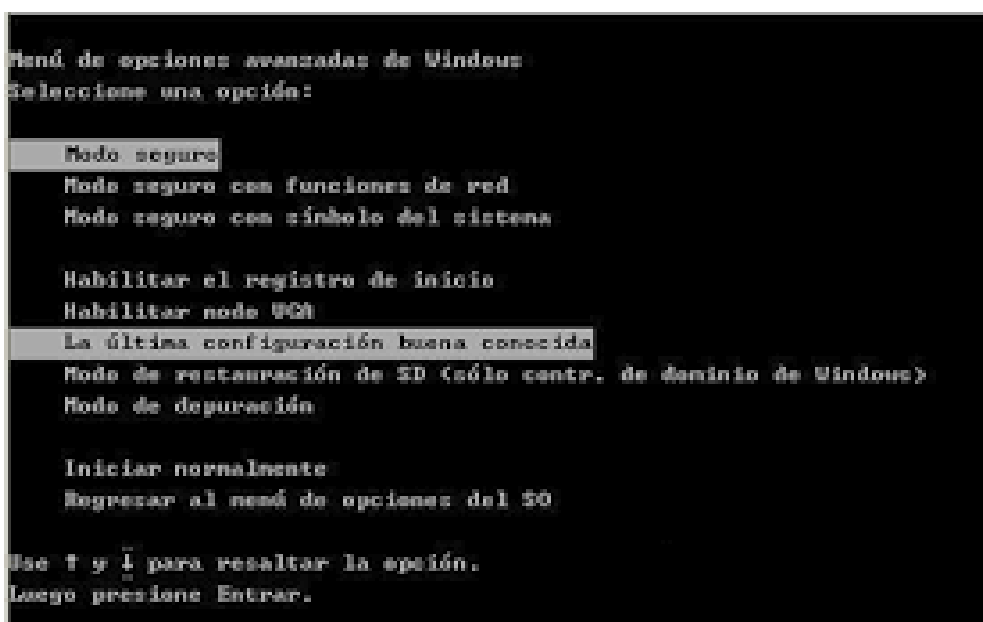 Menú de opciones avanzadas de Windows
Seleccione una opción:
Modo seguro
Modo seguro con funciones de red
Modo seguro con símbolo del sistema
Habilitar el registro de inicio
Habilitar modo VGA
La última configuración buena conocida
Modo de restauración de SD (sólo contr. de dominio de Windows)
Modo de depuración
Iniciar normalmente
Regresar al menú de opciones del SO
Use ↑ y ↓ para resaltar la opción.
Luego presione Entrar.